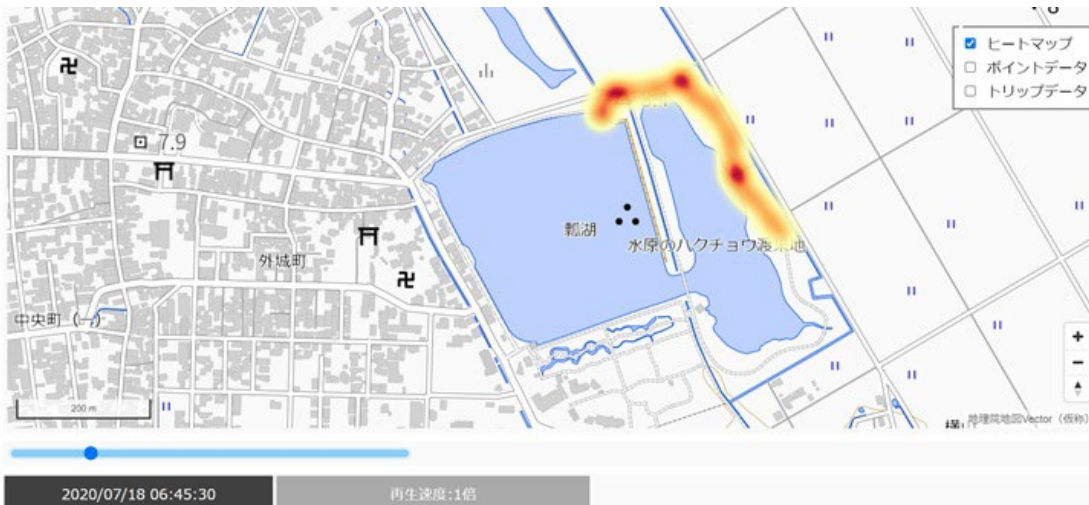 ヒートマップ
ポイントデータ
トリップデータ
7.9
瓢湖
水原のハクチョウ渡来地
外城町
中央町(一)
200 m
+
−
地理院地図Vector(仮称)
2020/07/18 06:45:30
再生速度:1倍